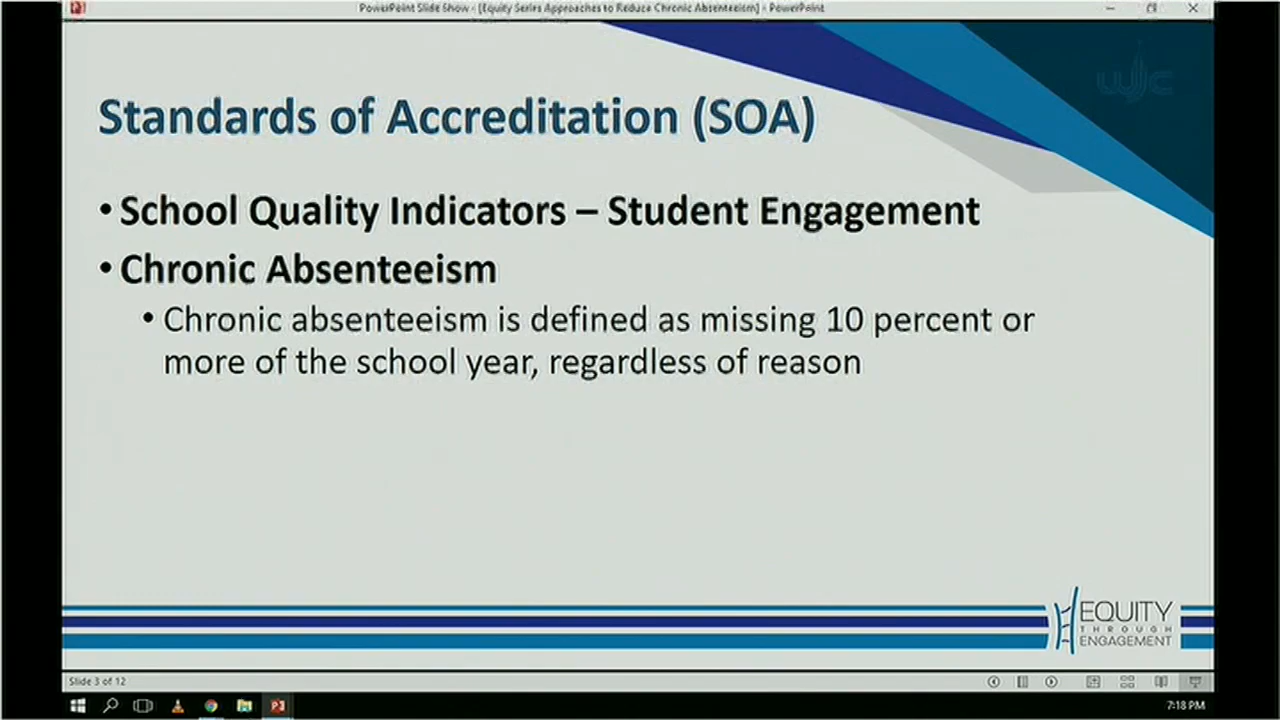 PowerPoint Slide Show - [Equity Series Approaches to Reduce Chronic Absenteeism] - PowerPoint
WJC
Standards of Accreditation (SOA)
• School Quality Indicators – Student Engagement
• Chronic Absenteeism
• Chronic absenteeism is defined as missing 10 percent or
more of the school year, regardless of reason
EQUITY
THROUGH
ENGAGEMENT
Slide 3 of 12
7:18 PM